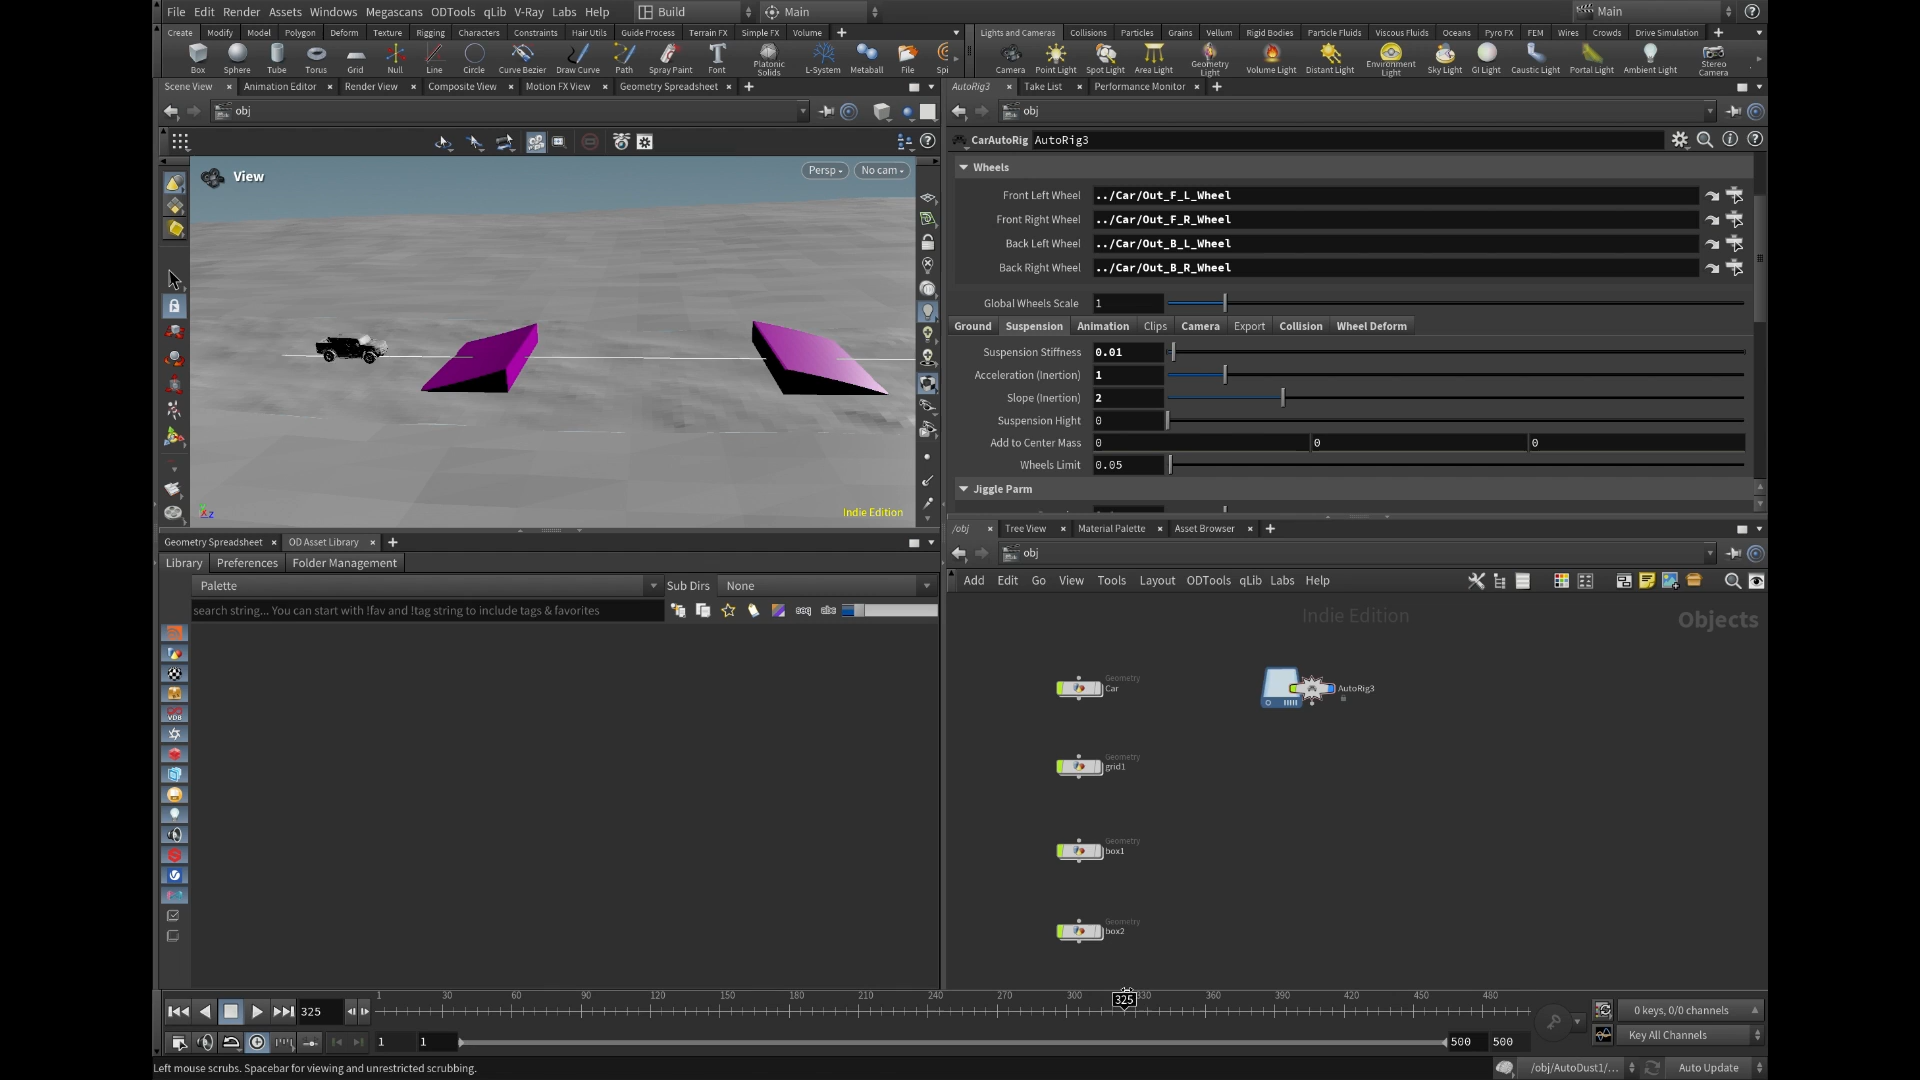 File Edit Render Assets Windows Megascans ODTools qLib V-Ray Labs Help Build Main Main
Create Modify Model Polygon Deform Texture Rigging Characters Constraints Hair Utils Guide Process Terrain FX Simple FX Volume
Lights and Cameras Collisions Particles Grains Vellum Rigid Bodies Particle Fluids Viscous Fluids Oceans Pyro FX FEM Wires Crowds Drive Simulation
Box Sphere Tube Torus Grid Null Line Circle Curve Bezier Draw Curve Path Spray Paint Font Platonic Solids L-System Metaball File Spi
Camera Point Light Spot Light Area Light Geometry Light Volume Light Distant Light Environment Light Sky Light GI Light Caustic Light Portal Light Ambient Light Stereo Camera
Scene View Animation Editor Render View Composite View Motion FX View Geometry Spreadsheet
AutoRig3 Take List Performance Monitor
obj
obj
CarAutoRig AutoRig3
View
Persp
No cam
Indie Edition
Wheels
Front Left Wheel ../Car/Out_F_L_Wheel
Front Right Wheel ../Car/Out_F_R_Wheel
Back Left Wheel ../Car/Out_B_L_Wheel
Back Right Wheel ../Car/Out_B_R_Wheel
Global Wheels Scale 1
Ground Suspension Animation Clips Camera Export Collision Wheel Deform
Suspension Stiffness 0.01
Acceleration (Inertion) 1
Slope (Inertion) 2
Suspension Hight 0
Add to Center Mass 0 0 0
Wheels Limit 0.05
Jiggle Parm
Geometry Spreadsheet OD Asset Library
Library Preferences Folder Management
Palette Sub Dirs None
search string... You can start with !fav and !tag string to include tags & favorites
seq abc
VDB
/obj Tree View Material Palette Asset Browser
obj
Add Edit Go View Tools Layout ODTools qLib Labs Help
Indie Edition
Objects
Geometry
Car
AutoRig3
Geometry
grid1
Geometry
box1
Geometry
box2
325
1 30 60 90 120 150 180 210 240 270 300 325 330 360 390 420 450 480
0 keys, 0/0 channels
1 1 500 500
Key All Channels
Left mouse scrubs. Spacebar for viewing and unrestricted scrubbing.
/obj/AutoDust1/... Auto Update